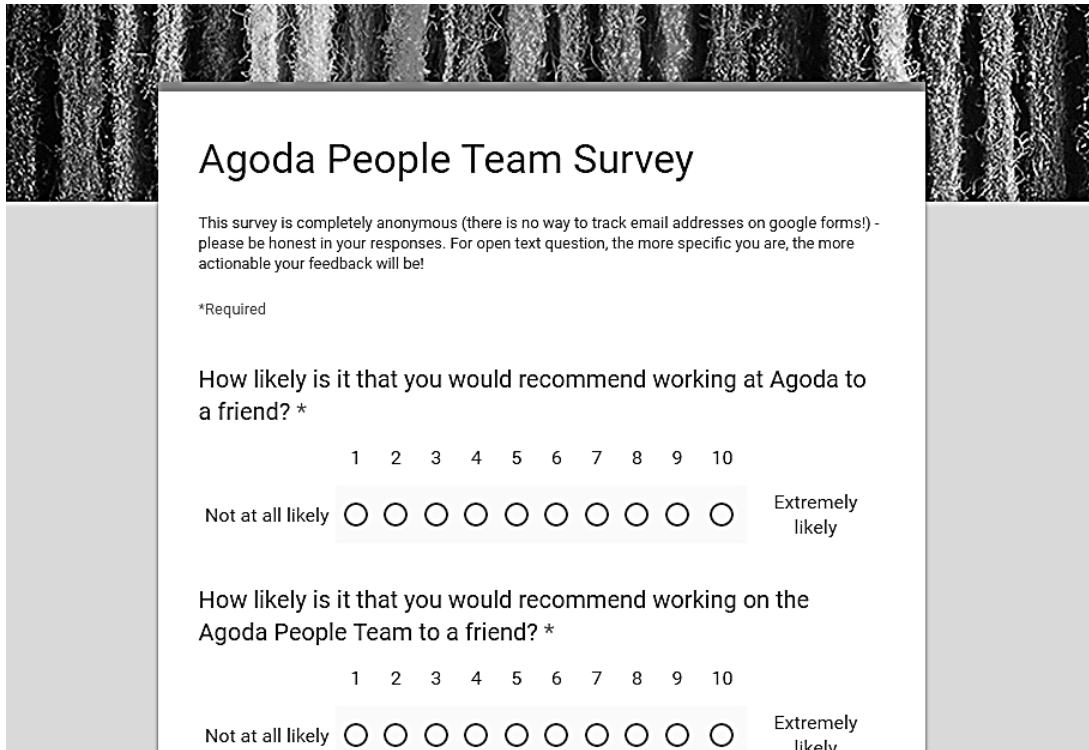 Agoda People Team Survey
This survey is completely anonymous (there is no way to track email addresses on google forms!) -
please be honest in your responses. For open text question, the more specific you are, the more
actionable your feedback will be!
*Required
How likely is it that you would recommend working at Agoda to
a friend? *
1 2 3 4 5 6 7 8 9 10
Not at all likely
Extremely
likely
How likely is it that you would recommend working on the
Agoda People Team to a friend? *
1 2 3 4 5 6 7 8 9 10
Not at all likely
Extremely
likely